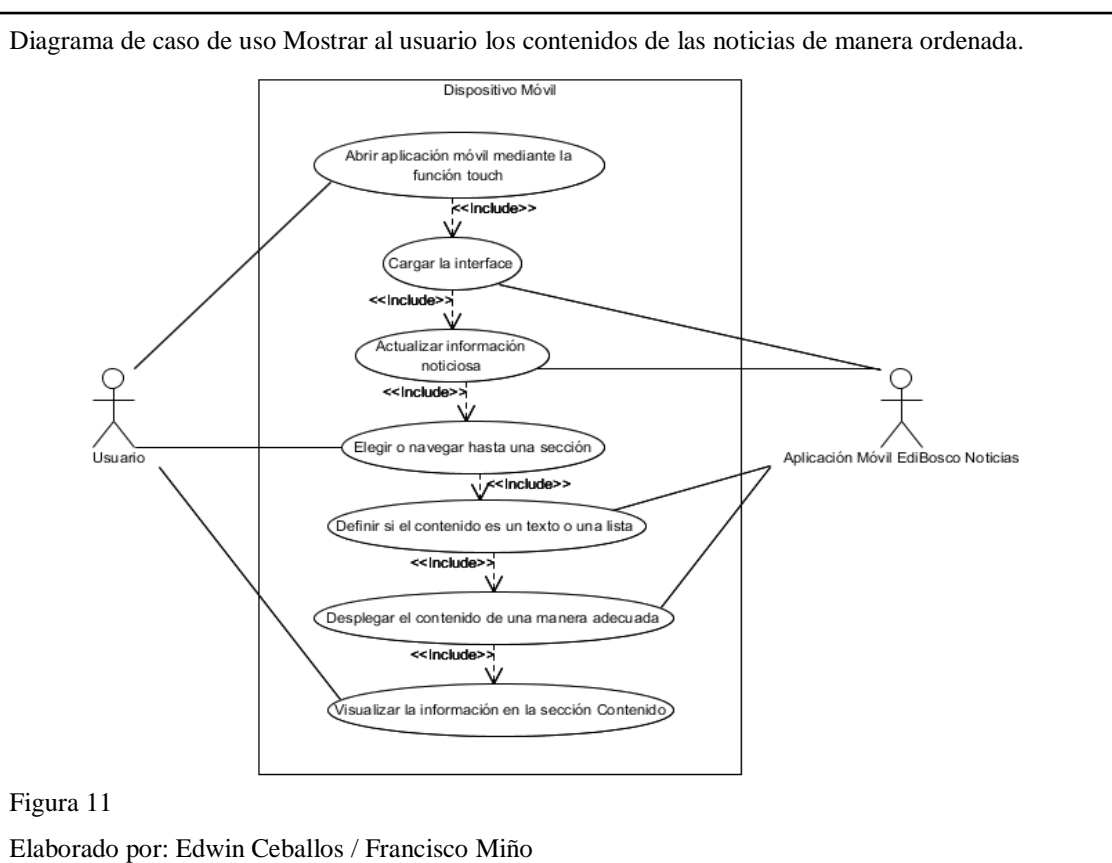 Diagrama de caso de uso Mostrar al usuario los contenidos de las noticias de manera ordenada.
Dispositivo Móvil
Abrir aplicación móvil mediante la
función touch
<<Include>>
Cargar la interface
<<Include>>
Actualizar información
noticiosa
<<Include>>
Elegir o navegar hasta una sección
Usuario
Aplicación Móvil EdiBosco Noticias
<<Include>>
Definir si el contenido es un texto o una lista
<<Include>>
Desplegar el contenido de una manera adecuada
<<Include>>
Visualizar la información en la sección Contenido
Figura 11
Elaborado por: Edwin Ceballos / Francisco Miño